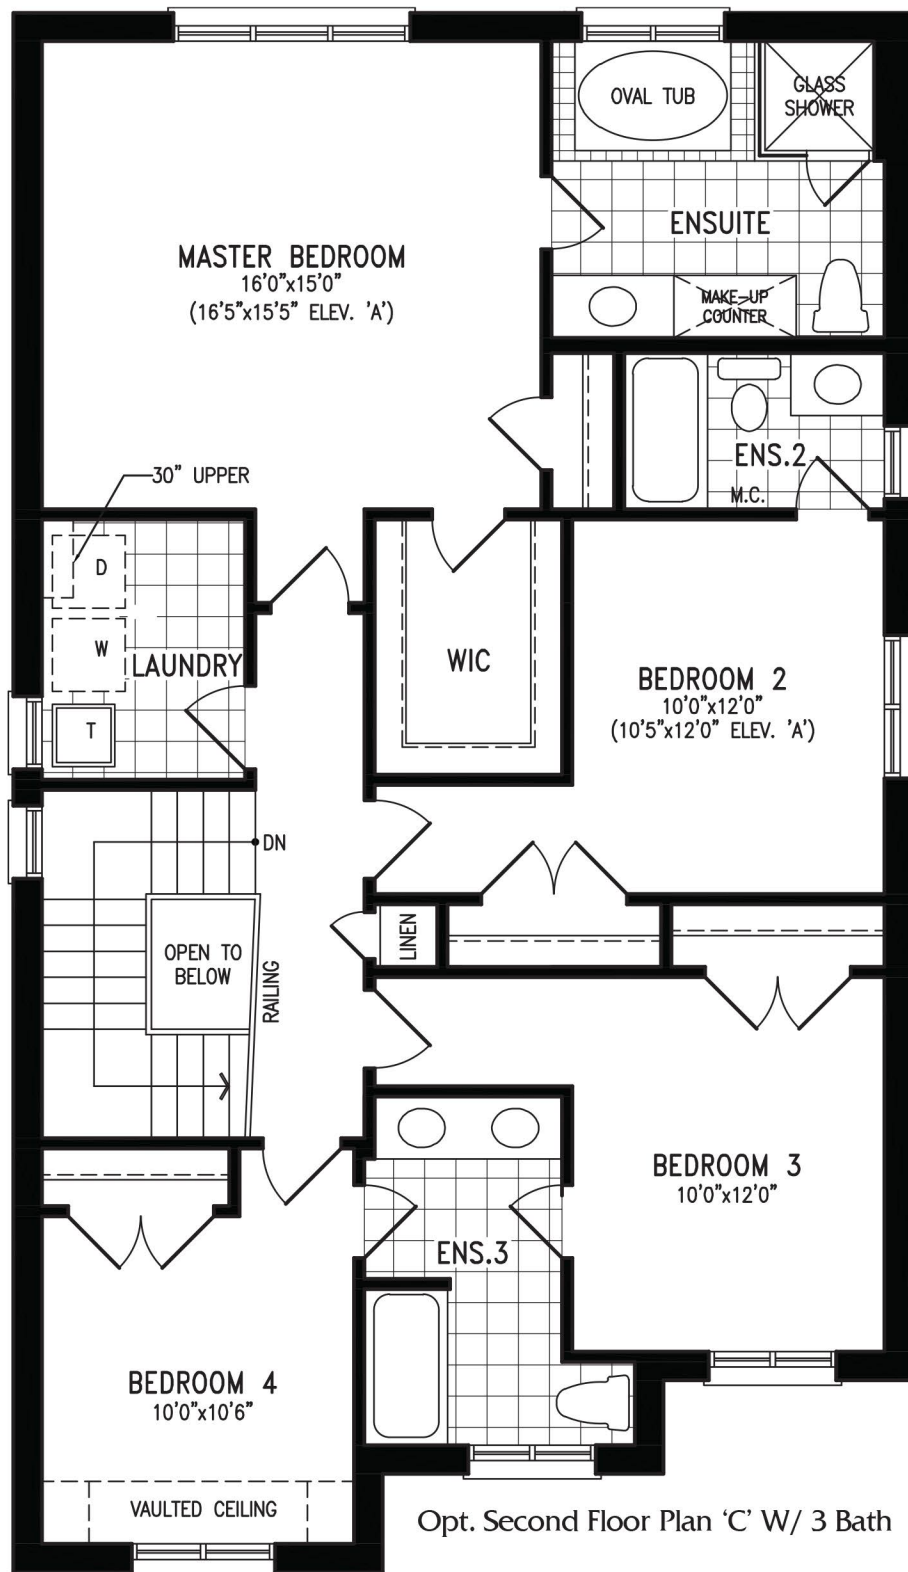 OVAL TUB
GLASS
SHOWER
ENSUITE
MASTER BEDROOM
16'0"x15'0"
(16'5"x15'5" ELEV. 'A')
MAKE-UP
COUNTER
ENS.2
M.C.
30" UPPER
D
W
LAUNDRY
T
WIC
BEDROOM 2
10'0"x12'0"
(10'5"x12'0" ELEV. 'A')
DN
OPEN TO
BELOW
RAILING
LINEN
BEDROOM 3
10'0"x12'0"
ENS.3
BEDROOM 4
10'0"x10'6"
VAULTED CEILING
Opt. Second Floor Plan ‘C’ W/ 3 Bath